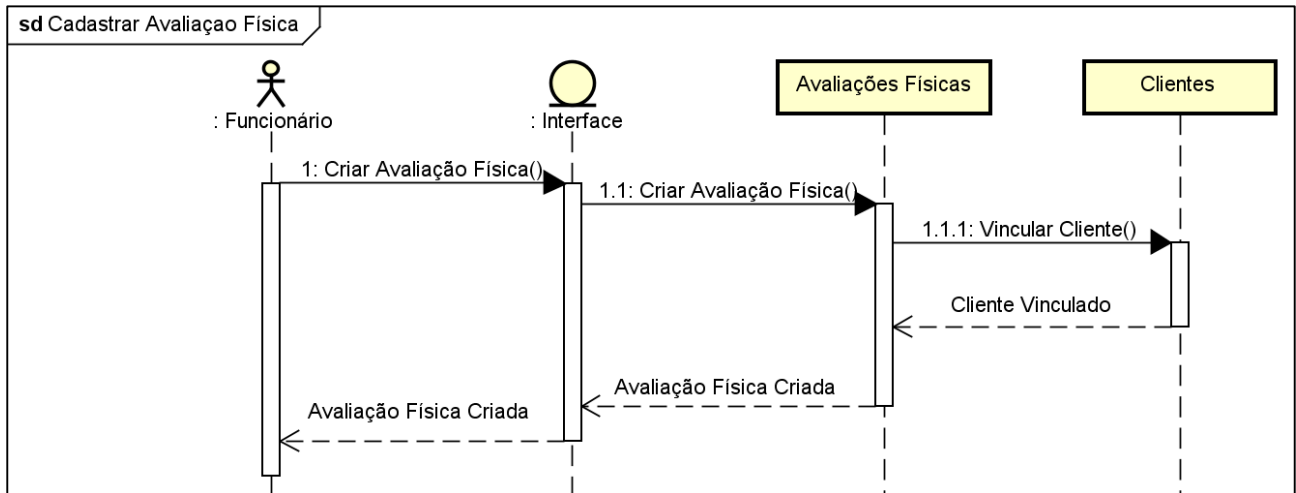 sd Cadastrar Avaliaçao Física
: Funcionário
: Interface
Avaliações Físicas
Clientes
1: Criar Avaliação Física()
1.1: Criar Avaliação Física()
1.1.1: Vincular Cliente()
Cliente Vinculado
Avaliação Física Criada
Avaliação Física Criada